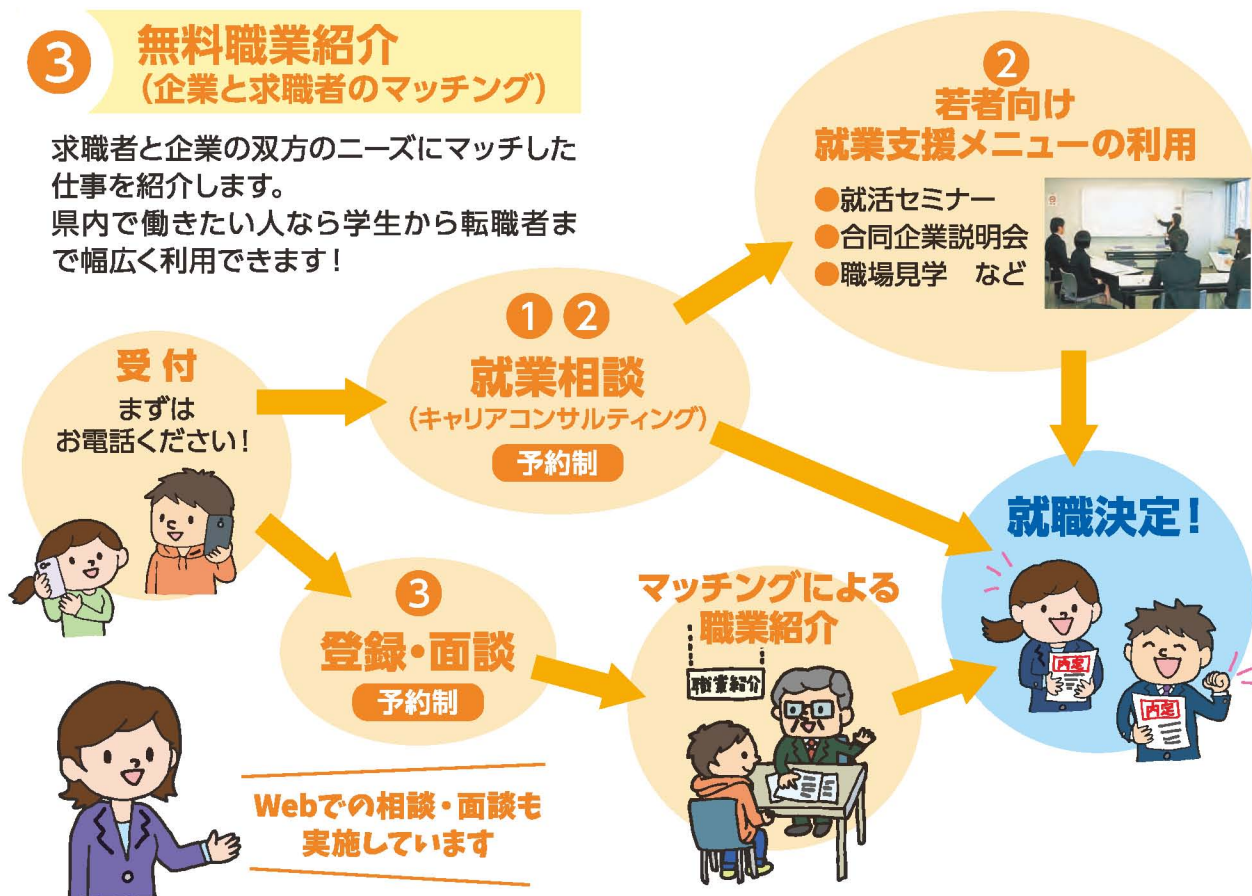 3
無料職業紹介
(企業と求職者のマッチング)
求職者と企業の双方のニーズにマッチした
仕事を紹介します。
県内で働きたい人なら学生から転職者ま
で幅広く利用できます!
2
若者向け
就業支援メニューの利用
●就活セミナー
●合同企業説明会
●職場見学 など
1 2
就業相談
(キャリアコンサルティング)
予約制
受付
まずは
お電話ください!
就職決定!
内定
内定
3
登録・面談
予約制
マッチングによる
職業紹介
職業紹介
Webでの相談・面談も
実施しています